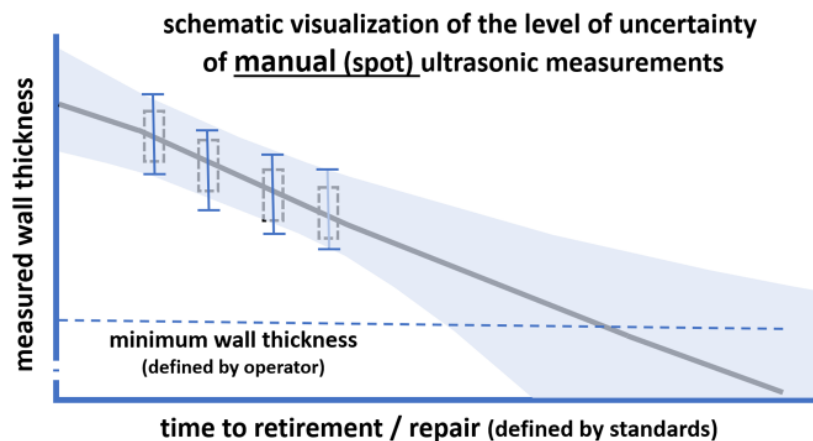 schematic visualization of the level of uncertainty
of manual (spot) ultrasonic measurements
measured wall thickness
minimum wall thickness
(defined by operator)
time to retirement / repair (defined by standards)